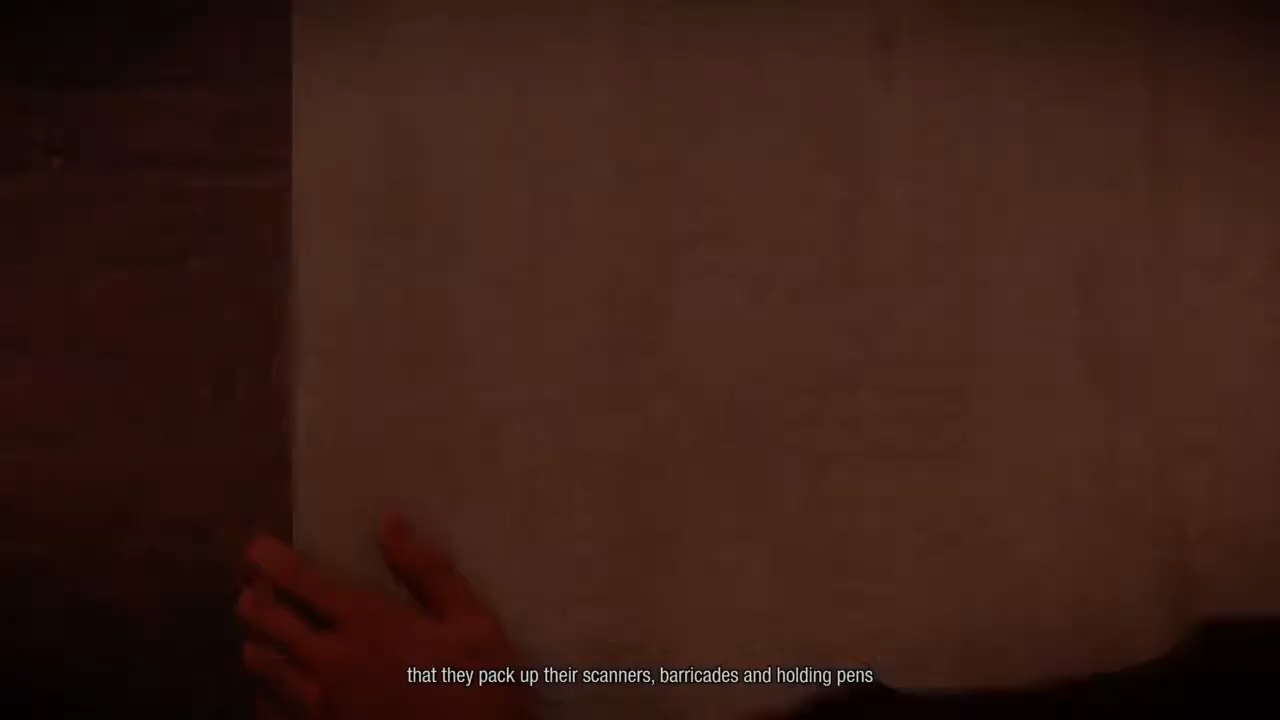 that they pack up their scanners, barricades and holding pens